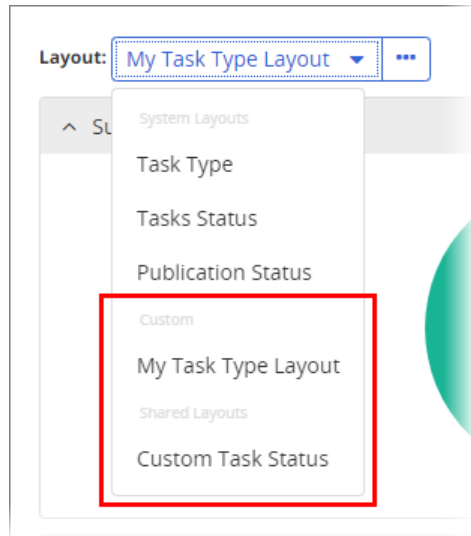 Layout: My Task Type Layout
Su
System Layouts
Task Type
Tasks Status
Publication Status
Custom
My Task Type Layout
Shared Layouts
Custom Task Status